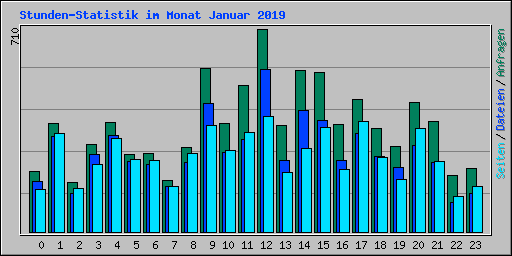 Stunden-Statistik im Monat Januar 2019
710
Seiten / Dateien / Anfragen
0 1 2 3 4 5 6 7 8 9 10 11 12 13 14 15 16 17 18 19 20 21 22 23